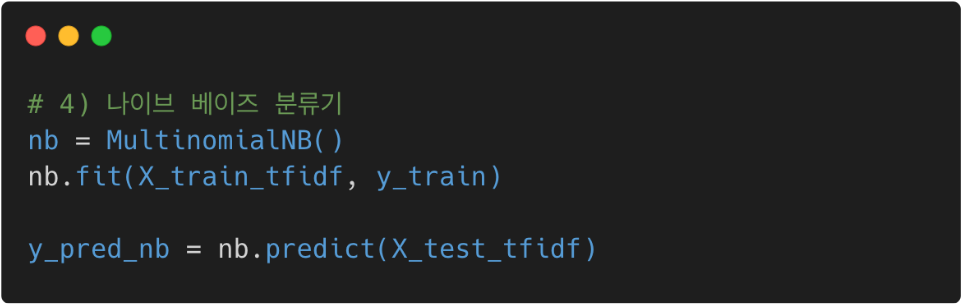 # 4) 나이브 베이즈 분류기
nb = MultinomialNB()
nb.fit(X_train_tfidf, y_train)
y_pred_nb = nb.predict(X_test_tfidf)